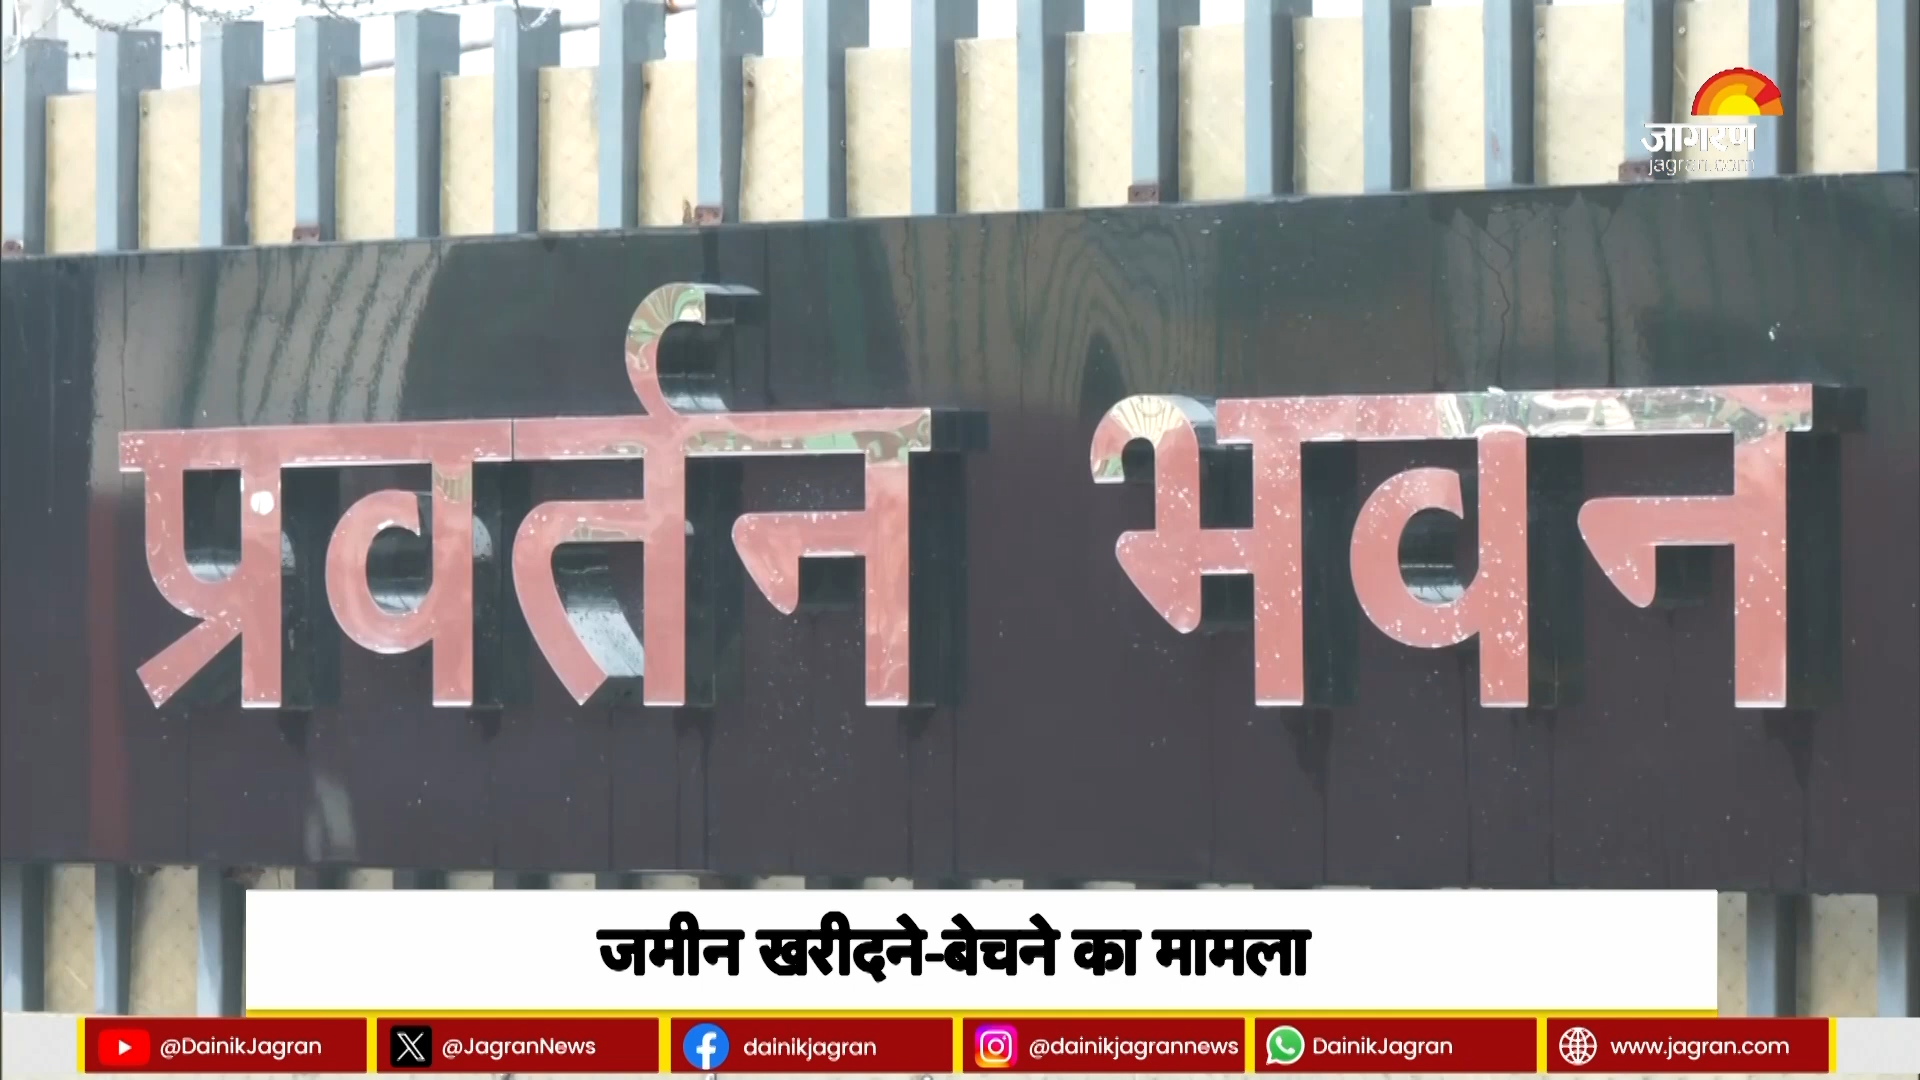 जागरण
jagran.com
प्रवर्तन भवन
जमीन खरीदने-बेचने का मामला
@DainikJagran @JagranNews dainikjagran @dainikjagrannews DainikJagran www.jagran.com